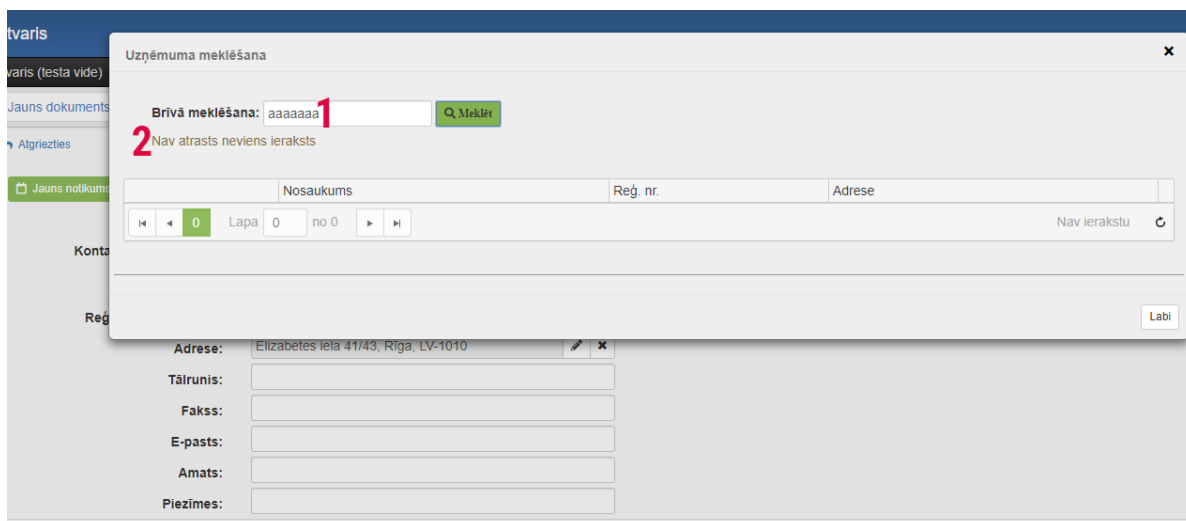 tvaris
Uzņēmuma meklēšana
varis (testa vide)
Jauns dokuments
Brīvā meklēšana: aaaaaaa 1 Meklēt
2 Nav atrasts neviens ieraksts
Atgriezties
Jauns notikums
Nosaukums Reģ. nr. Adrese
0 Lapa 0 no 0 Nav ierakstu
Konta
Reģ
Labi
Adrese: Elizabetes iela 41/43, Rīga, LV-1010
Tālrunis:
Fakss:
E-pasts:
Amats:
Piezīmes: